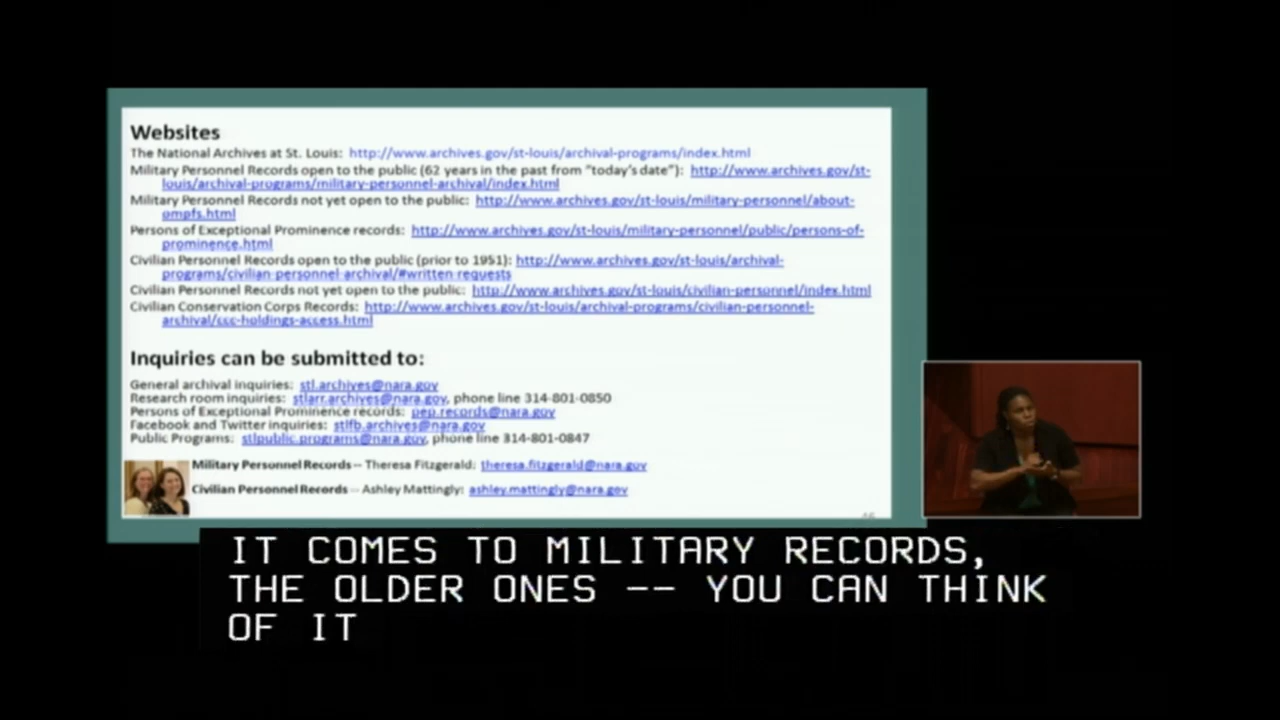 Websites
The National Archives at St. Louis: http://www.archives.gov/st-louis/archival-programs/index.html
Military Personnel Records open to the public (62 years in the past from "today's date"): http://www.archives.gov/st-
louis/archival-programs/military-personnel-archival/index.html
Military Personnel Records not yet open to the public: http://www.archives.gov/st-louis/military-personnel/about-
ompfs.html
Persons of Exceptional Prominence records: http://www.archives.gov/st-louis/military-personnel/public/persons-of-
prominence.html
Civilian Personnel Records open to the public (prior to 1951): http://www.archives.gov/st-louis/archival-
programs/civilian-personnel-archival/#written-requests
Civilian Personnel Records not yet open to the public: http://www.archives.gov/st-louis/civilian-personnel/index.html
Civilian Conservation Corps Records: http://www.archives.gov/st-louis/archival-programs/civilian-personnel-
archival/ccc-holdings-access.html
Inquiries can be submitted to:
General archival inquiries: stl.archives@nara.gov
Research room inquiries: stlarr.archives@nara.gov, phone line 314-801-0850
Persons of Exceptional Prominence records: pep.records@nara.gov
Facebook and Twitter inquiries: stlfb.archives@nara.gov
Public Programs: stlpublic.programs@nara.gov, phone line 314-801-0847
Military Personnel Records -- Theresa Fitzgerald: theresa.fitzgerald@nara.gov
Civilian Personnel Records -- Ashley Mattingly: ashley.mattingly@nara.gov
IT COMES TO MILITARY RECORDS,
THE OLDER ONES -- YOU CAN THINK
OF IT